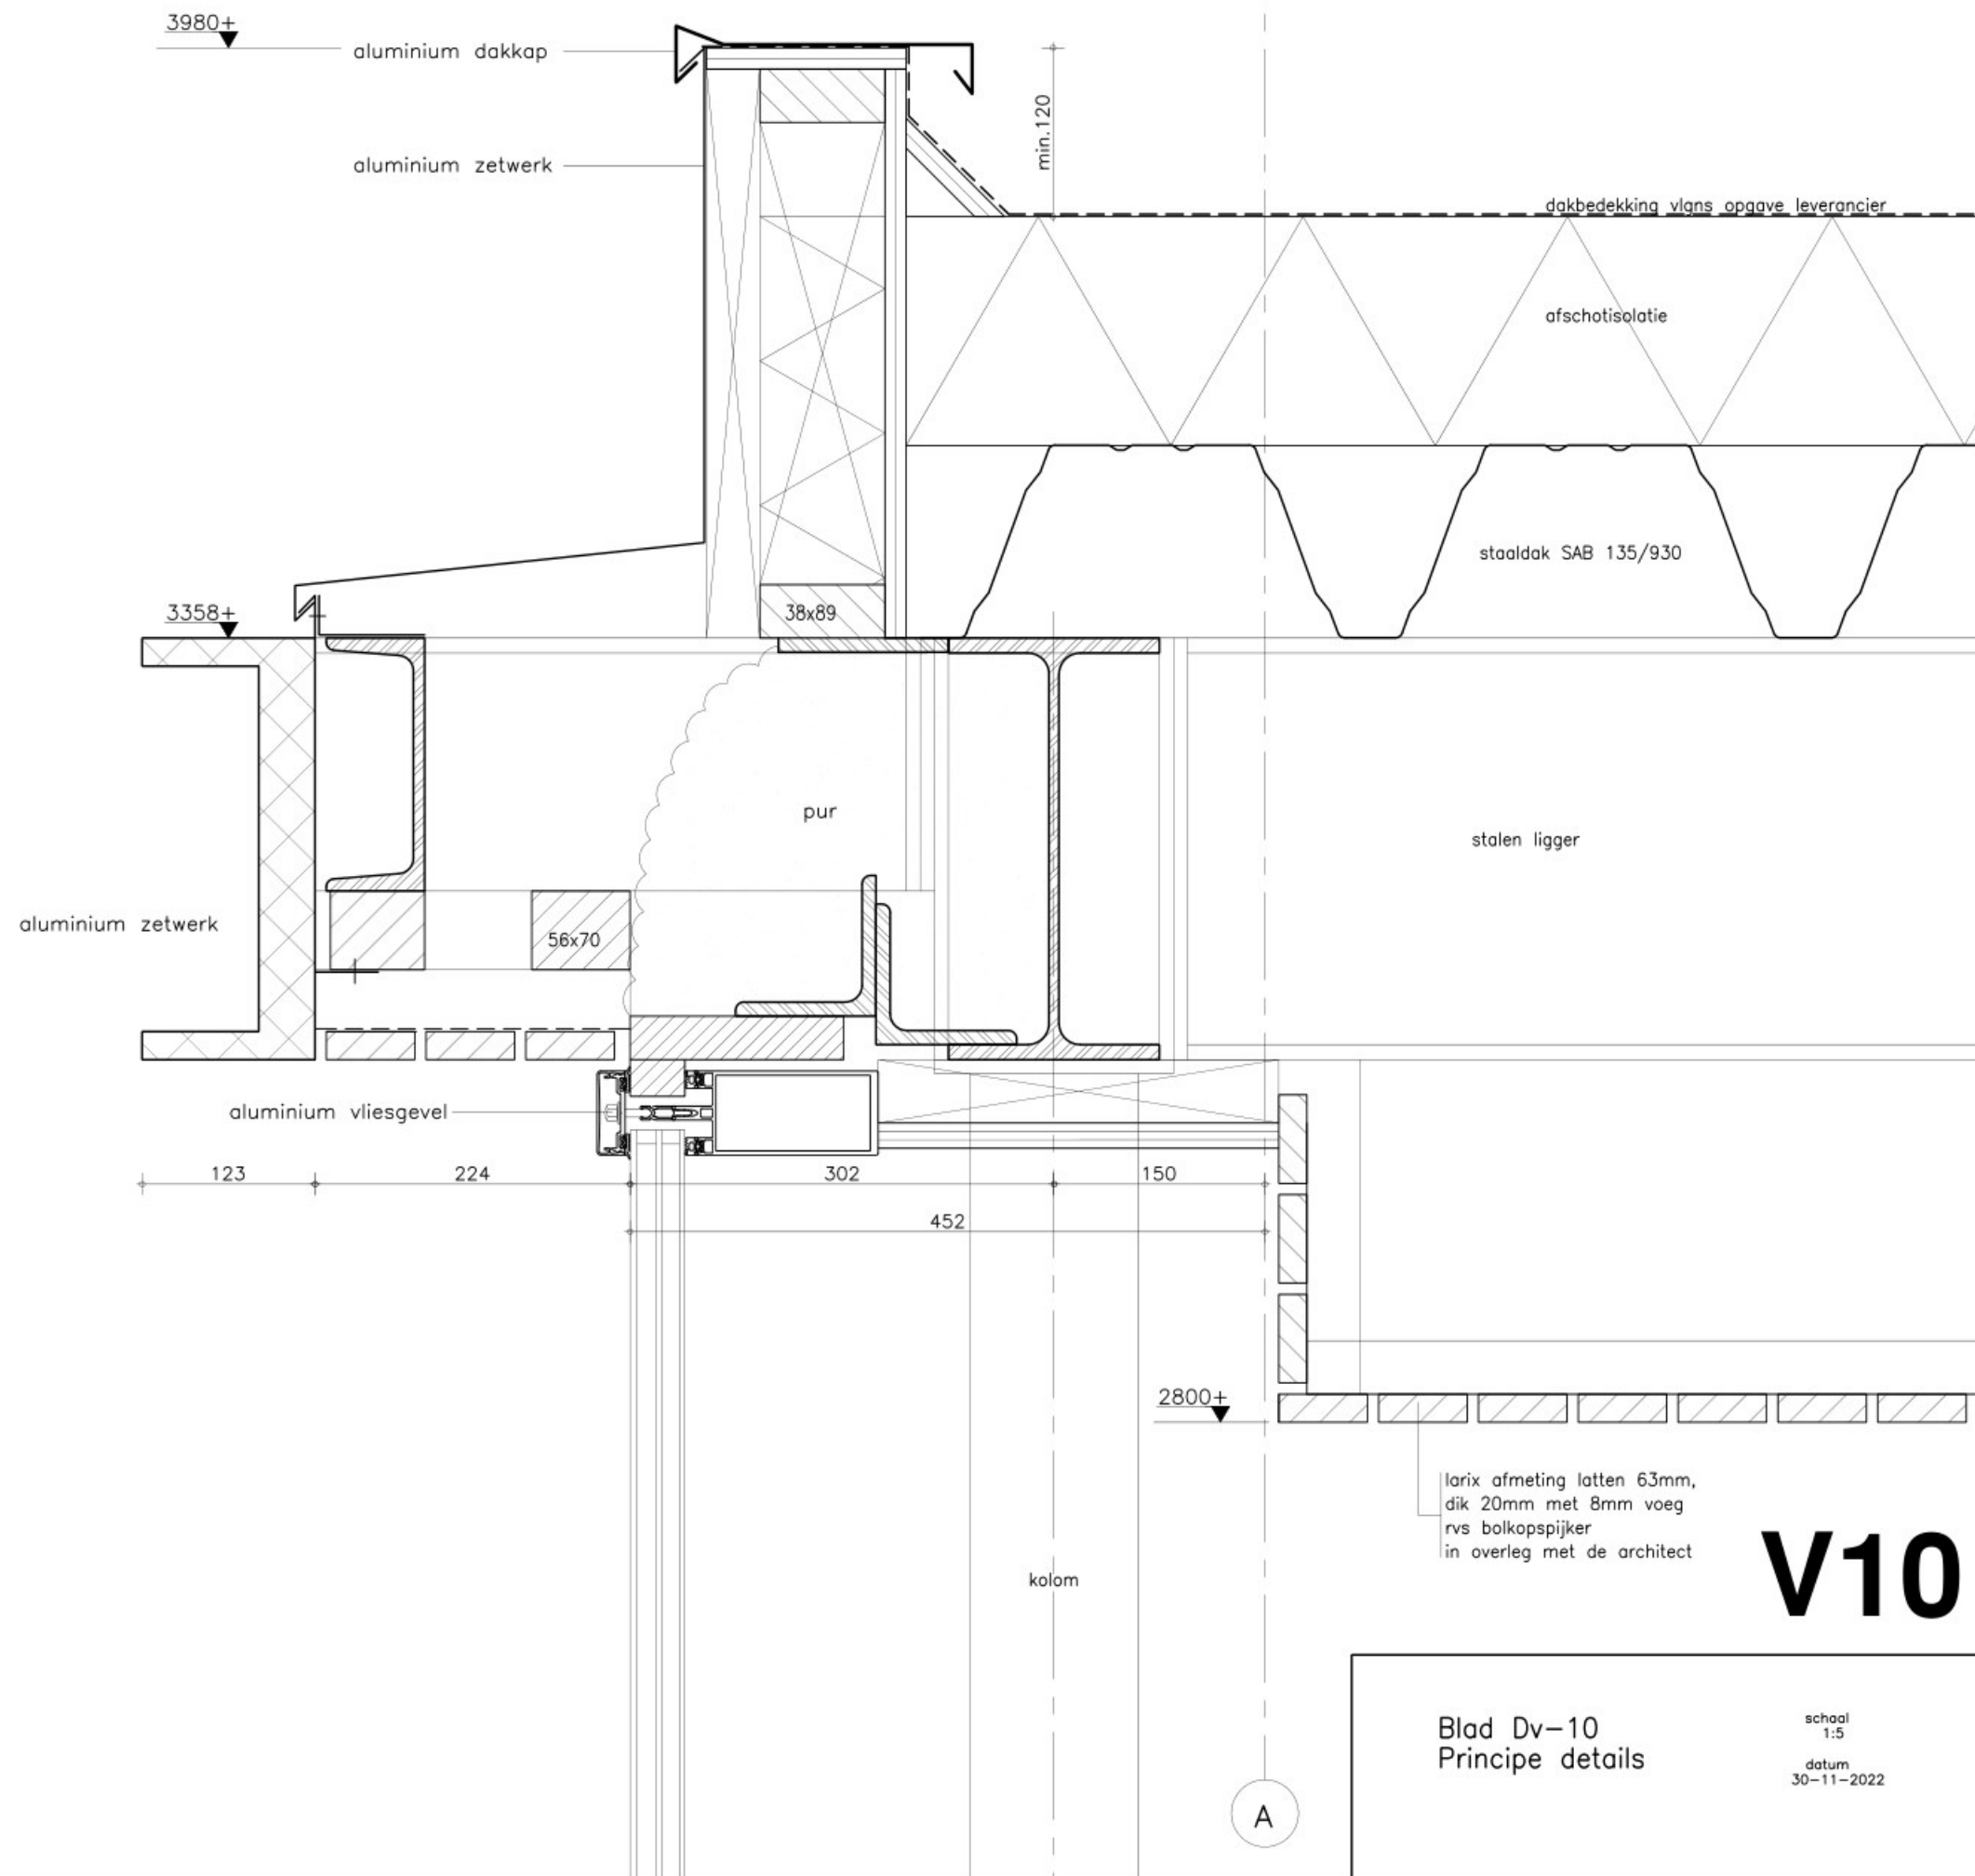 3980+
aluminium dakkap
min.120
aluminium zetwerk
dakbedekking vlgns opgave leverancier
afschotisolatie
staaldak SAB 135/930
3358+
38x89
pur
stalen ligger
aluminium zetwerk
56x70
aluminium vliesgevel
123
224
302
150
452
2800+
larix afmeting latten 63mm,
dik 20mm met 8mm voeg
rvs bolkopspijker
in overleg met de architect
V10
kolom
Blad Dv-10
Principe details
schaal
1:5
datum
30-11-2022
A